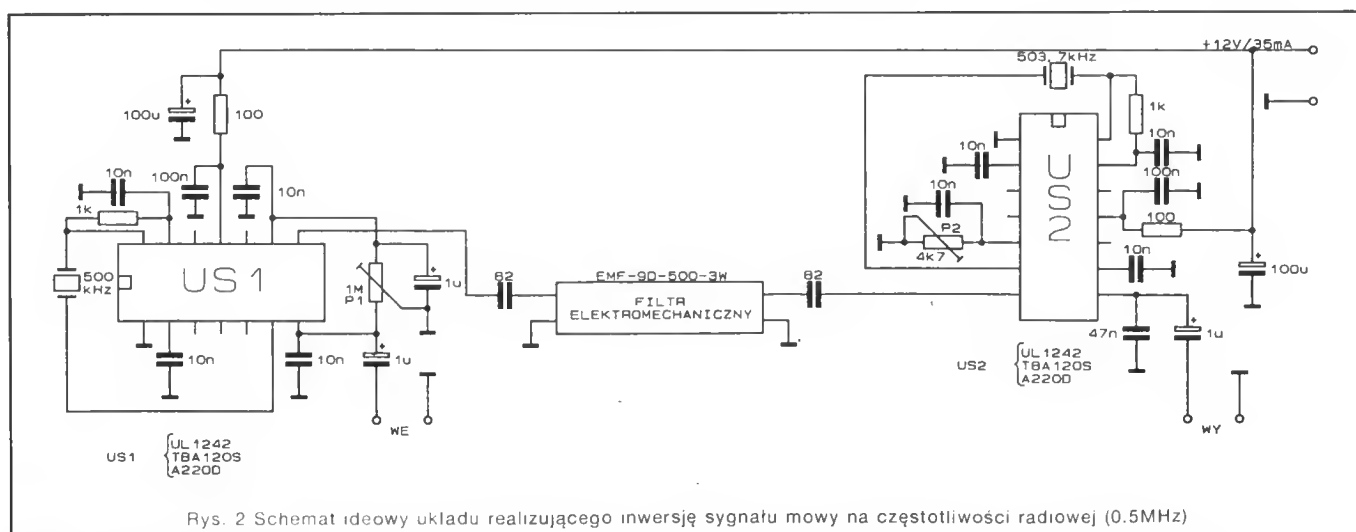 +12V/35mA
503,7kHz
100u
+
100
1k
10n
10n
100n
10n
10n
100n
10n
1k
10n
US2
P2
4k7
100
10n
+
100u
500
kHz
US1
1M
P1
+
1u
82
EMF-9D-500-3W
FILTR
ELEKTROMECHANICZNY
82
10n
10n
+
1u
47n
+
1u
US2 { UL1242
TBA120S
A220D
WE
WY
US1 { UL1242
TBA120S
A220D
Rys. 2 Schemat ideowy układu realizującego inwersję sygnału mowy na częstotliwości radiowej (0.5MHz)